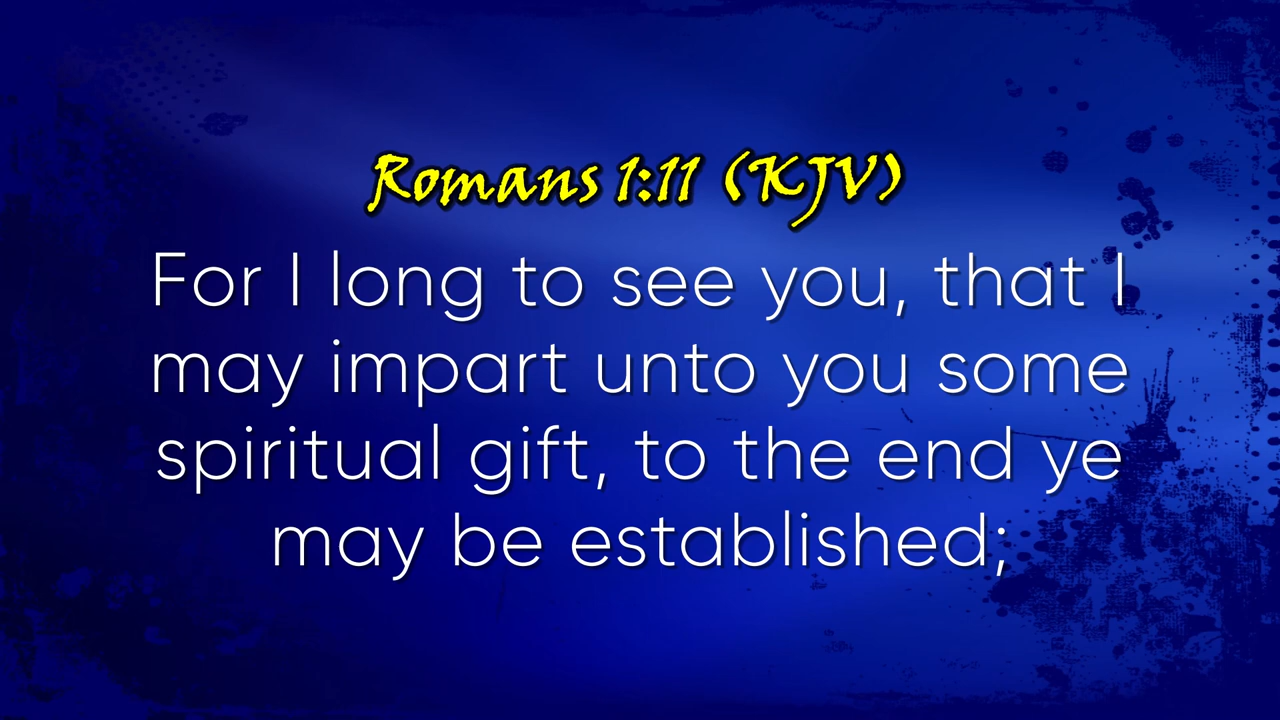 Romans 1:11 (KJV)
For I long to see you, that I
may impart unto you some
spiritual gift, to the end ye
may be established;